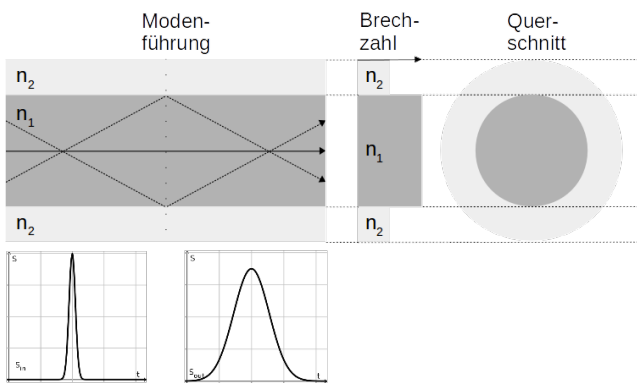 Moden-
führung
Brech-
zahl
Quer-
schnitt
n₂
n₁
n₂
n₂
n₁
n₂
S
Sᵢₙ
t
S
Sₒᵤₜ
t